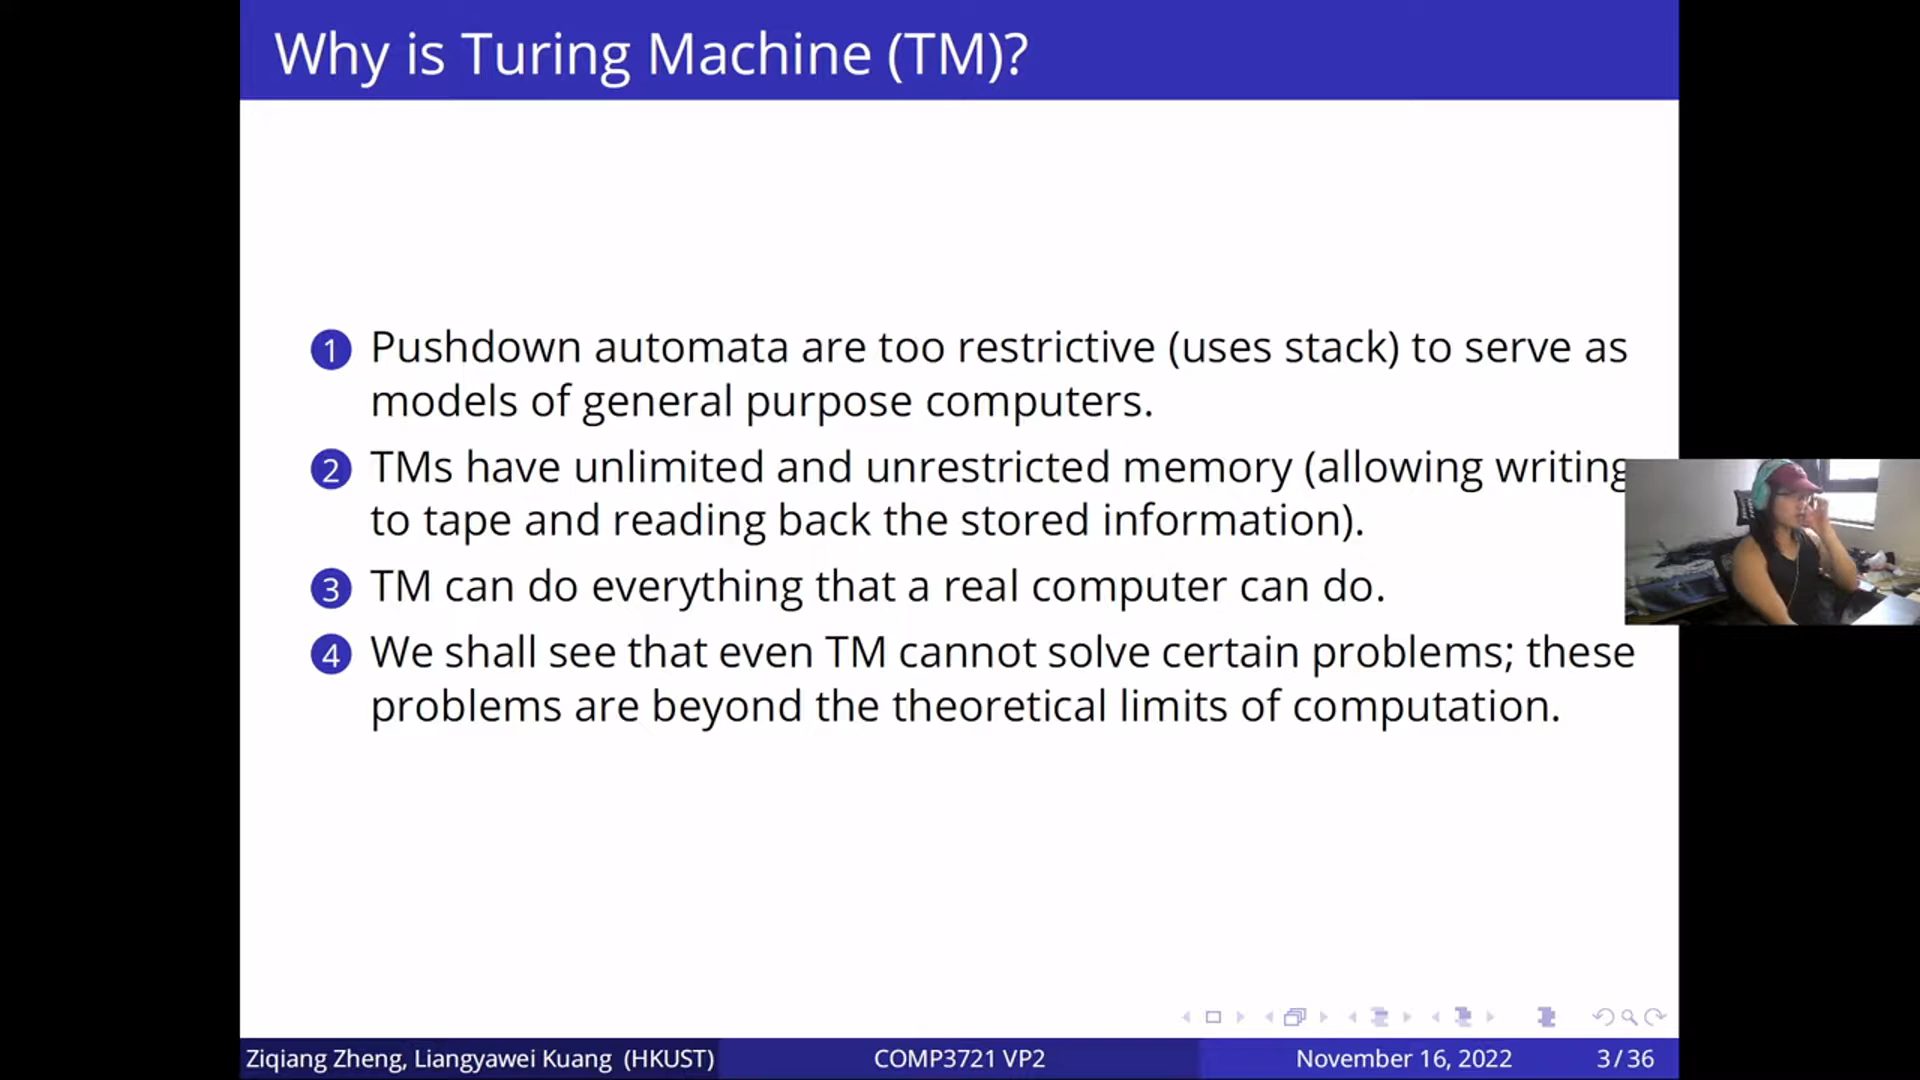 Why is Turing Machine (TM)?
1 Pushdown automata are too restrictive (uses stack) to serve as
models of general purpose computers.
2 TMs have unlimited and unrestricted memory (allowing writing
to tape and reading back the stored information).
3 TM can do everything that a real computer can do.
4 We shall see that even TM cannot solve certain problems; these
problems are beyond the theoretical limits of computation.
Ziqiang Zheng, Liangyawei Kuang (HKUST) COMP3721 VP2 November 16, 2022 3 / 36